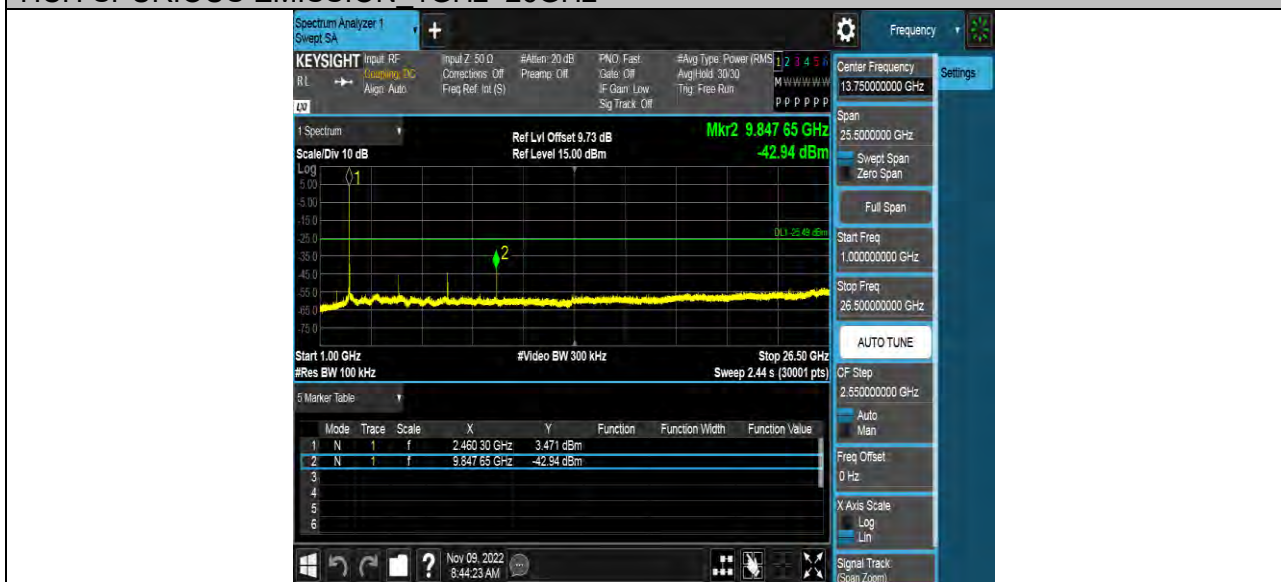 HCH SPURIOUS EMISSION_1GHz~26GHz
Spectrum Analyzer 1
Swept SA
Frequency
Settings
KEYSIGHT
RL
LXI
Input: RF
Coupling: DC
Align: Auto
Input Z: 50 Ω
Corrections: Off
Freq Ref: Int (S)
#Atten: 20 dB
Preamp: Off
PNO: Fast
Gate: Off
IF Gain: Low
Sig Track: Off
#Avg Type: Power (RMS
Avg|Hold: 30/30
Trig: Free Run
1 2 3 4 5 6
M W W W W W
P P P P P P
1 Spectrum
Scale/Div 10 dB
Ref Lvl Offset 9.73 dB
Ref Level 15.00 dBm
Mkr2 9.847 65 GHz
-42.94 dBm
Log
5.00
-5.00
-15.0
-25.0
-35.0
-45.0
-55.0
-65.0
-75.0
1
2
DL1 -25.49 dBm
Start 1.00 GHz
#Res BW 100 kHz
#Video BW 300 kHz
Stop 26.50 GHz
Sweep 2.44 s (30001 pts)
5 Marker Table
Mode Trace Scale X Y Function Function Width Function Value
1 N 1 f 2.460 30 GHz 3.471 dBm
2 N 1 f 9.847 65 GHz -42.94 dBm
3
4
5
6
Nov 09, 2022
8:44:23 AM
Center Frequency
13.750000000 GHz
Span
25.5000000 GHz
Swept Span
Zero Span
Full Span
Start Freq
1.000000000 GHz
Stop Freq
26.500000000 GHz
AUTO TUNE
CF Step
2.550000000 GHz
Auto
Man
Freq Offset
0 Hz
X Axis Scale
Log
Lin
Signal Track
(Span Zoom)